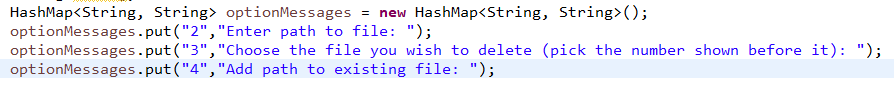 HashMap<String, String> optionMessages = new HashMap<String, String>();
optionMessages.put("2","Enter path to file: ");
optionMessages.put("3","Choose the file you wish to delete (pick the number shown before it): ");
optionMessages.put("4","Add path to existing file: ");